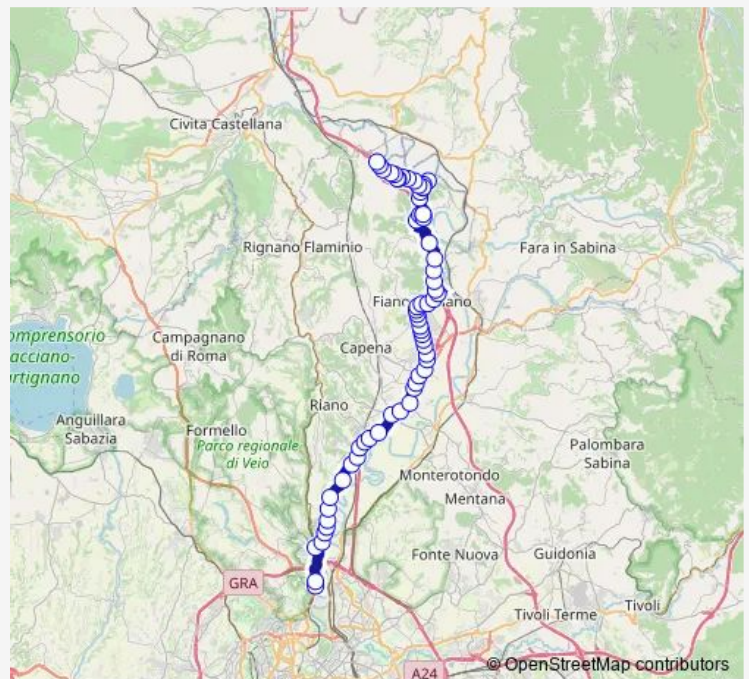 Civita Castellana
Rignano Flaminio
Fara in Sabina
Campagnano
di Roma
Capena
Riano
Anguillara
Sabazia
Formello
Parco regionale
di Veio
Palombara
Sabina
Monterotondo
Mentana
Fonte Nuova
Guidonia
GRA
Tivoli
Tivoli Terme
A24
© OpenStreetMap contributors